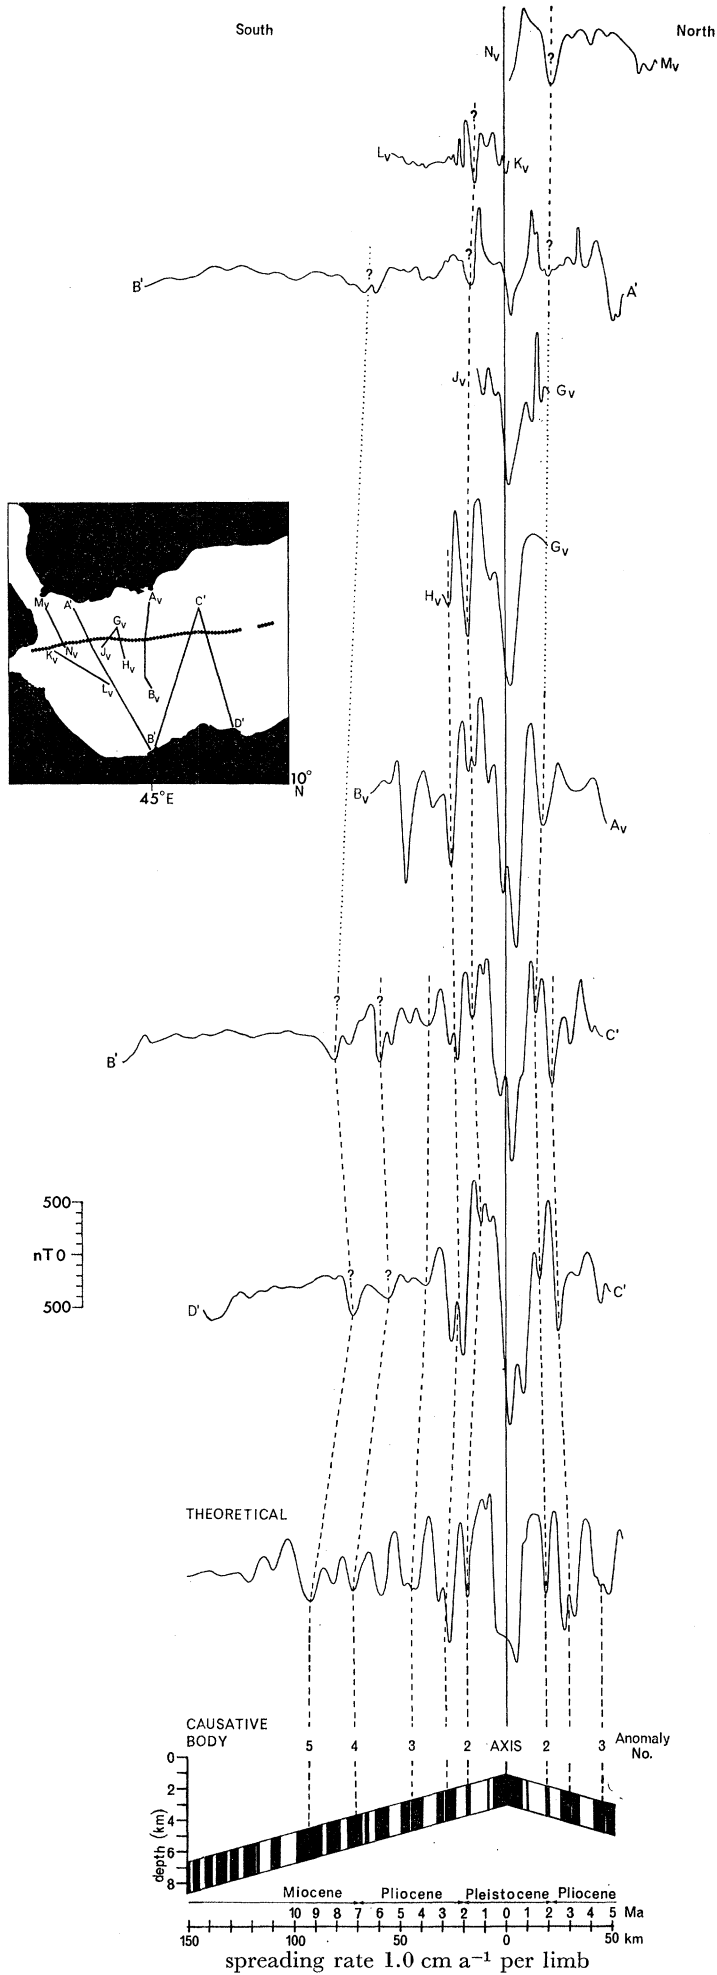 South North
Nv ? Mv
?
Lv Kv
? ? ?
B' A'
Jv Gv
Gv
Hv
Mv A' Av C'
Gv
Kv Nv Jv Hv
Lv Bv
B' D'
10° N
45°E
Bv Av
? ?
B' C'
500
nT 0
500
? ?
D' C'
THEORETICAL
CAUSATIVE BODY
5 4 3 2 AXIS 2 3 Anomaly No.
0
2
4
6
8
depth (km)
Miocene Pliocene Pleistocene Pliocene
10 9 8 7 6 5 4 3 2 1 0 1 2 3 4 5 Ma
150 100 50 0 50 km
spreading rate 1.0 cm a⁻¹ per limb